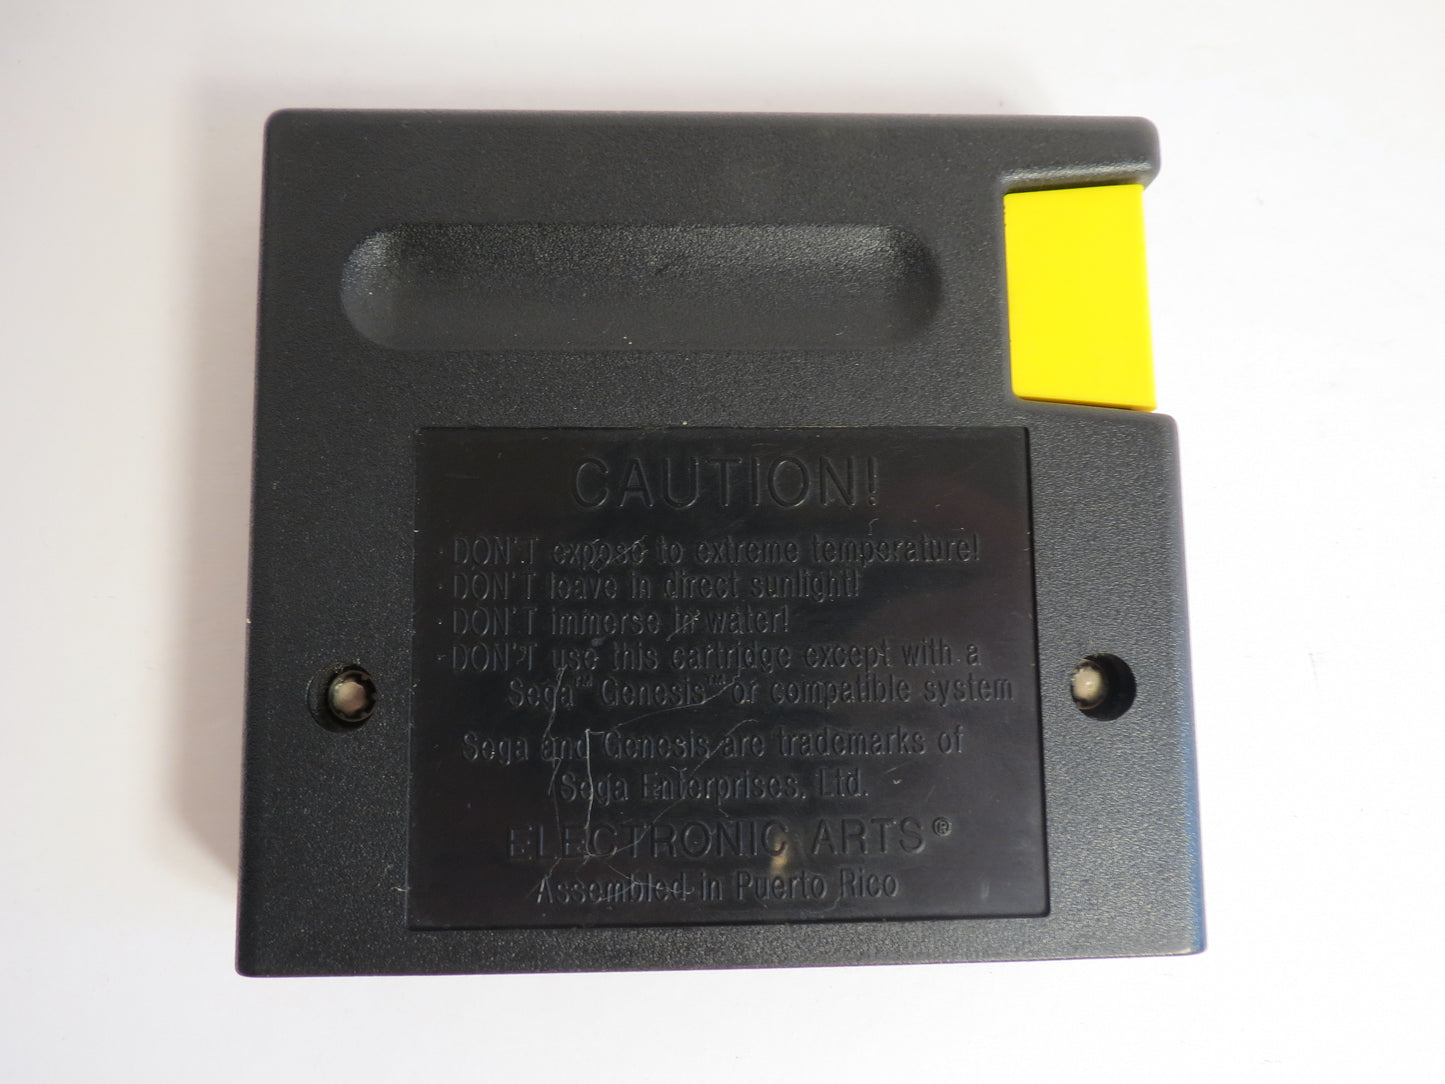 CAUTION!
· DON'T expose to extreme temperature!
· DON'T leave in direct sunlight!
· DON'T immerse in water!
· DON'T use this cartridge except with a
Sega™ Genesis™ or compatible system
Sega and Genesis are trademarks of
Sega Enterprises, Ltd.
ELECTRONIC ARTS®
Assembled in Puerto Rico